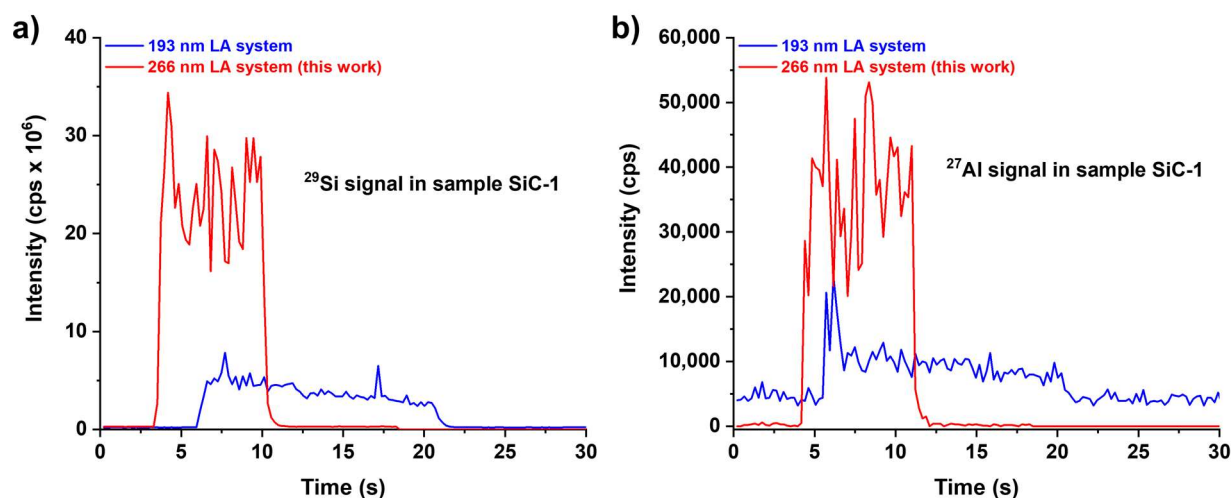 a)
193 nm LA system
266 nm LA system (this work)
²⁹Si signal in sample SiC-1
Intensity (cps x 10⁶)
40
30
20
10
0
0 5 10 15 20 25 30
Time (s)
b)
193 nm LA system
266 nm LA system (this work)
²⁷Al signal in sample SiC-1
Intensity (cps)
60,000
50,000
40,000
30,000
20,000
10,000
0
0 5 10 15 20 25 30
Time (s)